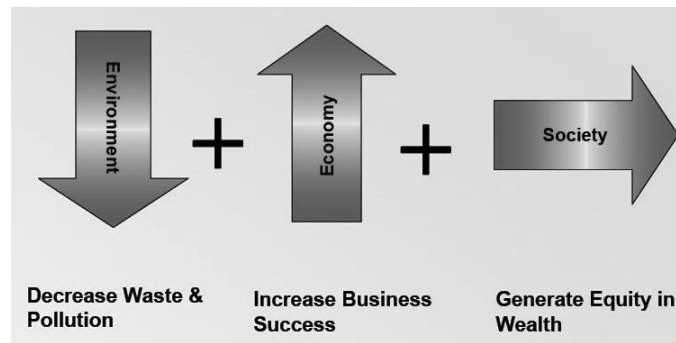 Environment
+
Economy
+
Society
Decrease Waste &
Pollution
Increase Business
Success
Generate Equity in
Wealth